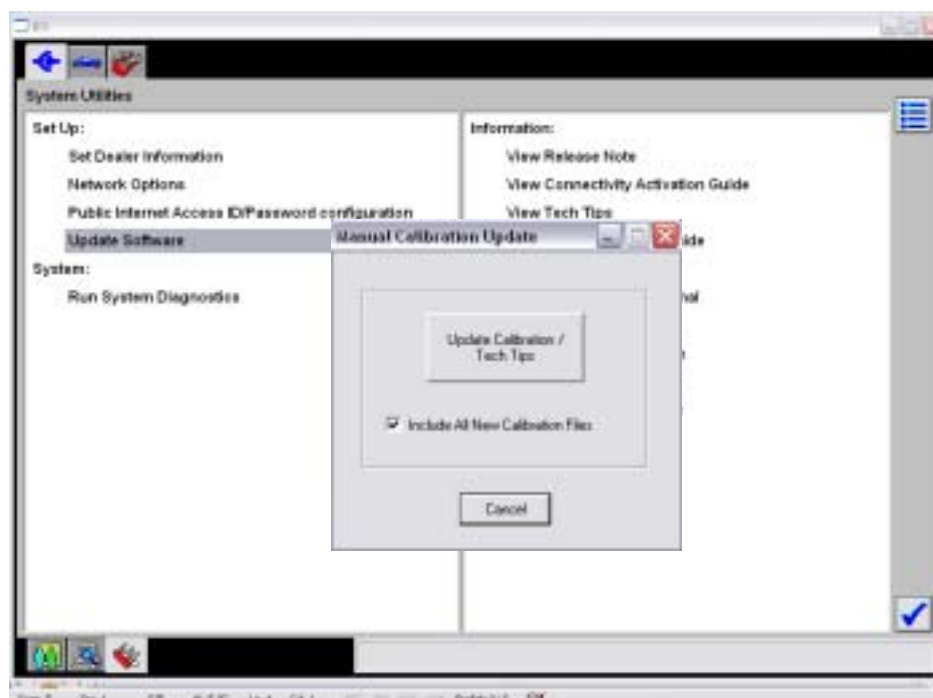 System Utilities
Set Up:
Set Dealer Information
Network Options
Public Internet Access ID/Password configuration
Update Software
System:
Run System Diagnostics
Information:
View Release Note
View Connectivity Activation Guide
View Tech Tips
ide
nal
Manual Calibration Update
Update Calibration /
Tech Tips
Include All New Calibration Files
Cancel